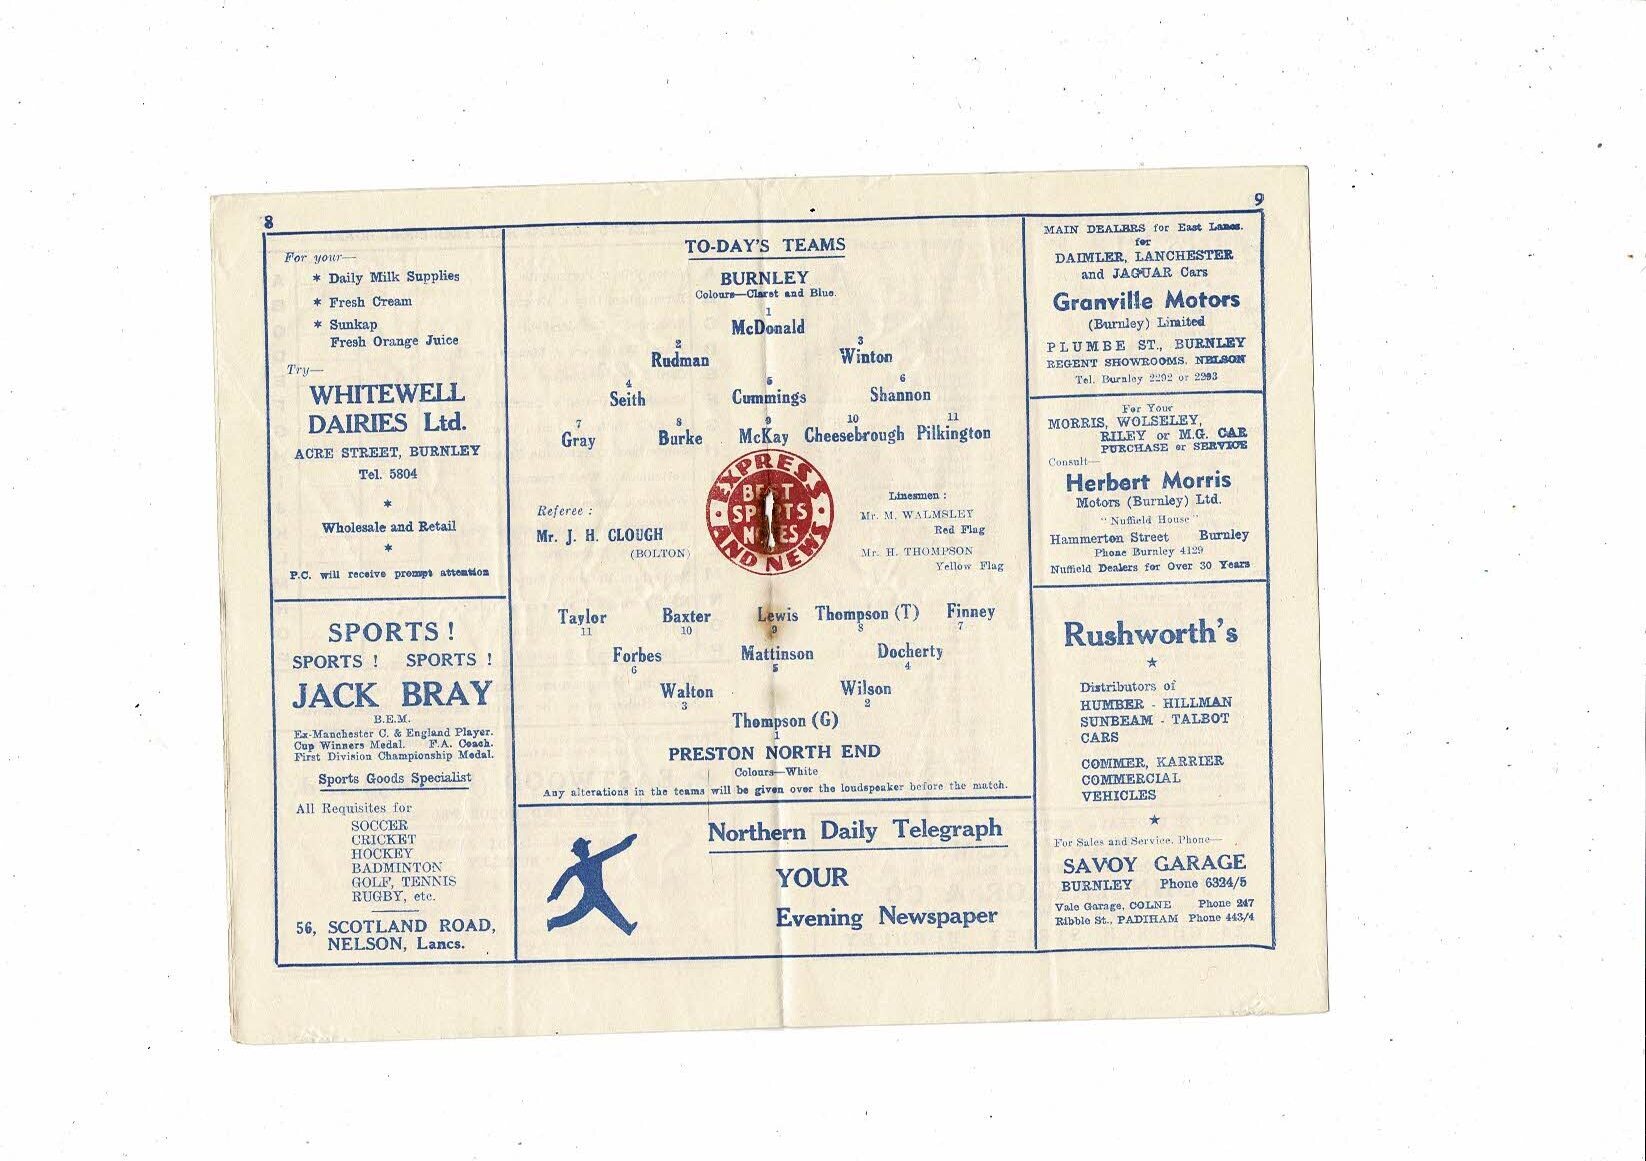 8
For your—
* Daily Milk Supplies
* Fresh Cream
* Sunkap
Fresh Orange Juice
Try—
WHITEWELL
DAIRIES Ltd.
ACRE STREET, BURNLEY
Tel. 5804
*
Wholesale and Retail
*
P.C. will receive prompt attention
SPORTS !
SPORTS ! SPORTS !
JACK BRAY
B.E.M.
Ex-Manchester C. & England Player.
Cup Winners Medal. F.A. Coach.
First Division Championship Medal.
Sports Goods Specialist
All Requisites for
SOCCER
CRICKET
HOCKEY
BADMINTON
GOLF, TENNIS
RUGBY, etc.
56, SCOTLAND ROAD,
NELSON, Lancs.
TO-DAY'S TEAMS
BURNLEY
Colours—Claret and Blue.
1
McDonald
2 3
Rudman Winton
4 5 6
Seith Cummings Shannon
7 8 9 10 11
Gray Burke McKay Cheesebrough Pilkington
Referee :
Mr. J. H. CLOUGH
(BOLTON)
EXPRESS
BEST
SPORTS
NOTES
AND NEWS
Linesmen :
Mr. M. WALMSLEY
Red Flag
Mr. H. THOMPSON
Yellow Flag
Taylor Baxter Lewis Thompson (T) Finney
11 10 9 8 7
Forbes Mattinson Docherty
6 5 4
Walton Wilson
3 2
Thompson (G)
1
PRESTON NORTH END
Colours—White
Any alterations in the teams will be given over the loudspeaker before the match.
Northern Daily Telegraph
YOUR
Evening Newspaper
9
MAIN DEALERS for East Lancs.
for
DAIMLER, LANCHESTER
and JAGUAR Cars
Granville Motors
(Burnley) Limited
PLUMBE ST., BURNLEY
REGENT SHOWROOMS. NELSON
Tel. Burnley 2292 or 2293
For Your
MORRIS, WOLSELEY,
RILEY or M.G. CAR
PURCHASE or SERVICE
Consult—
Herbert Morris
Motors (Burnley) Ltd.
"Nuffield House"
Hammerton Street Burnley
Phone Burnley 4129
Nuffield Dealers for Over 30 Years
Rushworth's
★
Distributors of
HUMBER - HILLMAN
SUNBEAM - TALBOT
CARS
COMMER, KARRIER
COMMERCIAL
VEHICLES
★
For Sales and Service. Phone—
SAVOY GARAGE
BURNLEY Phone 6324/5
Vale Garage, COLNE Phone 247
Ribble St., PADIHAM Phone 443/4